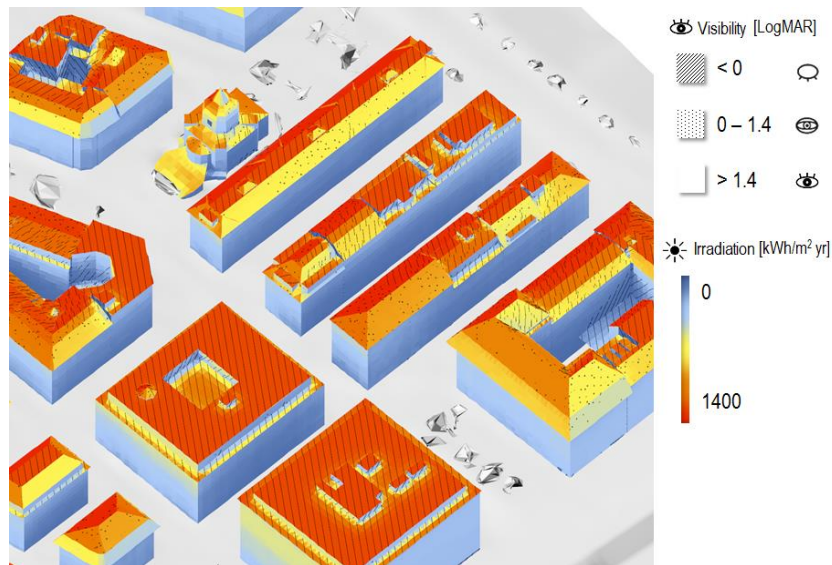 Visibility [LogMAR]
< 0
0 – 1.4
> 1.4
Irradiation [kWh/m² yr]
0
1400